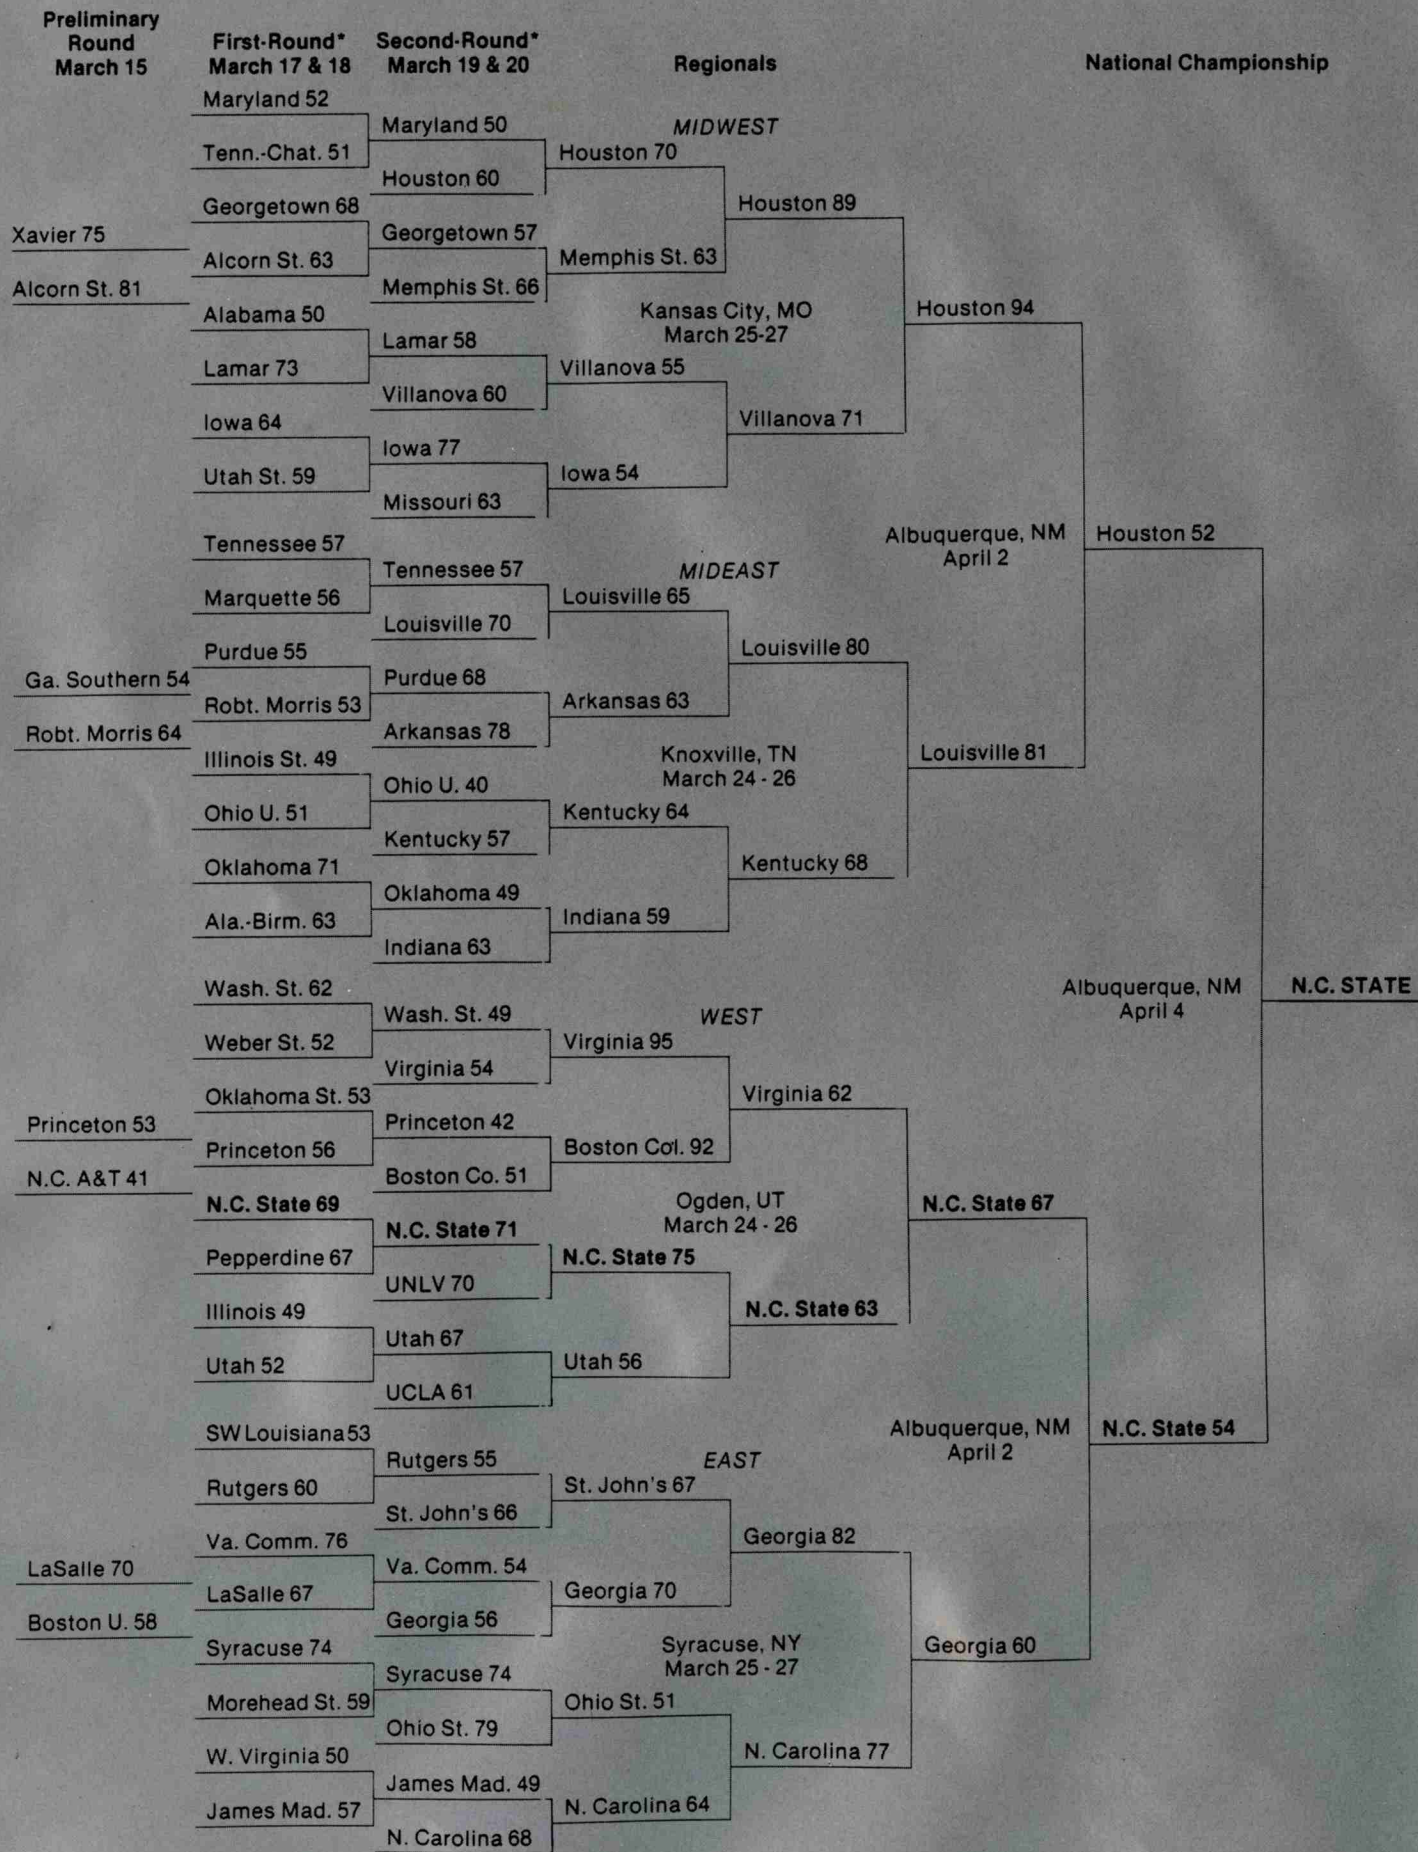 Preliminary
Round
March 15
First-Round*
March 17 & 18
Second-Round*
March 19 & 20
Regionals
National Championship
Xavier 75
Alcorn St. 81
Ga. Southern 54
Robt. Morris 64
Princeton 53
N.C. A&T 41
LaSalle 70
Boston U. 58
Maryland 52
Tenn.-Chat. 51
Georgetown 68
Alcorn St. 63
Alabama 50
Lamar 73
Iowa 64
Utah St. 59
Tennessee 57
Marquette 56
Purdue 55
Robt. Morris 53
Illinois St. 49
Ohio U. 51
Oklahoma 71
Ala.-Birm. 63
Wash. St. 62
Weber St. 52
Oklahoma St. 53
Princeton 56
N.C. State 69
Pepperdine 67
Illinois 49
Utah 52
SW Louisiana 53
Rutgers 60
Va. Comm. 76
LaSalle 67
Syracuse 74
Morehead St. 59
W. Virginia 50
James Mad. 57
Maryland 50
Houston 60
Georgetown 57
Memphis St. 66
Lamar 58
Villanova 60
Iowa 77
Missouri 63
Tennessee 57
Louisville 70
Purdue 68
Arkansas 78
Ohio U. 40
Kentucky 57
Oklahoma 49
Indiana 63
Wash. St. 49
Virginia 54
Princeton 42
Boston Co. 51
N.C. State 71
UNLV 70
Utah 67
UCLA 61
Rutgers 55
St. John's 66
Va. Comm. 54
Georgia 56
Syracuse 74
Ohio St. 79
James Mad. 49
N. Carolina 68
MIDWEST
Houston 70
Memphis St. 63
Kansas City, MO
March 25-27
Villanova 55
Iowa 54
MIDEAST
Louisville 65
Arkansas 63
Knoxville, TN
March 24 - 26
Kentucky 64
Indiana 59
WEST
Virginia 95
Boston Col. 92
Ogden, UT
March 24 - 26
N.C. State 75
Utah 56
EAST
St. John's 67
Georgia 70
Syracuse, NY
March 25 - 27
Ohio St. 51
N. Carolina 64
Houston 89
Villanova 71
Louisville 80
Kentucky 68
Virginia 62
N.C. State 63
Georgia 82
N. Carolina 77
Houston 94
Albuquerque, NM
April 2
Louisville 81
N.C. State 67
Albuquerque, NM
April 2
Georgia 60
Houston 52
Albuquerque, NM
April 4
N.C. State 54
N.C. STATE